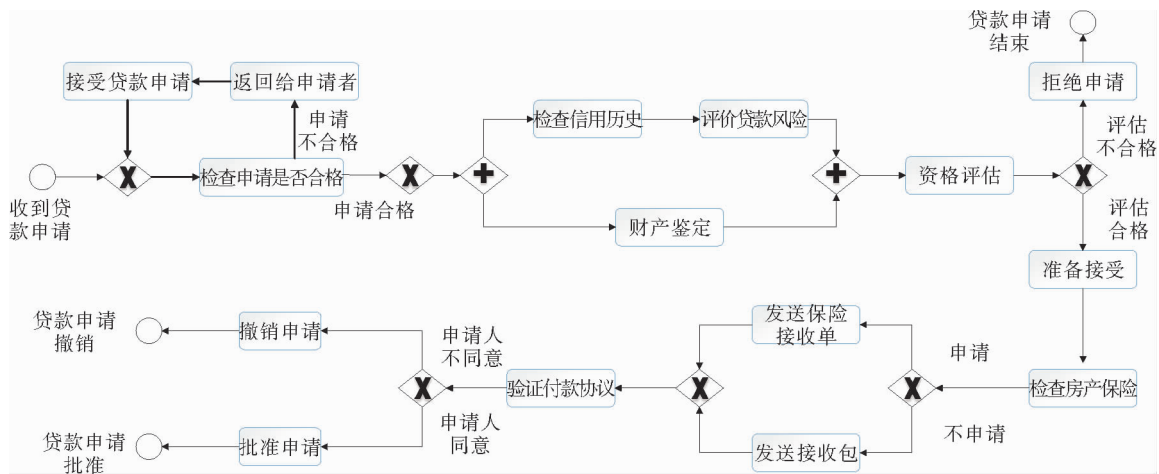 贷款申请
结束
接受贷款申请
返回给申请者
拒绝申请
申请
不合格
检查信用历史
评价贷款风险
评估
不合格
X
检查申请是否合格
X
资格评估
X
收到贷
款申请
申请合格
财产鉴定
评估
合格
准备接受
贷款申请
撤销
撤销申请
申请人
不同意
发送保险
接收单
申请
X
验证付款协议
X
X
检查房产保险
申请人
同意
不申请
贷款申请
批准
批准申请
发送接收包